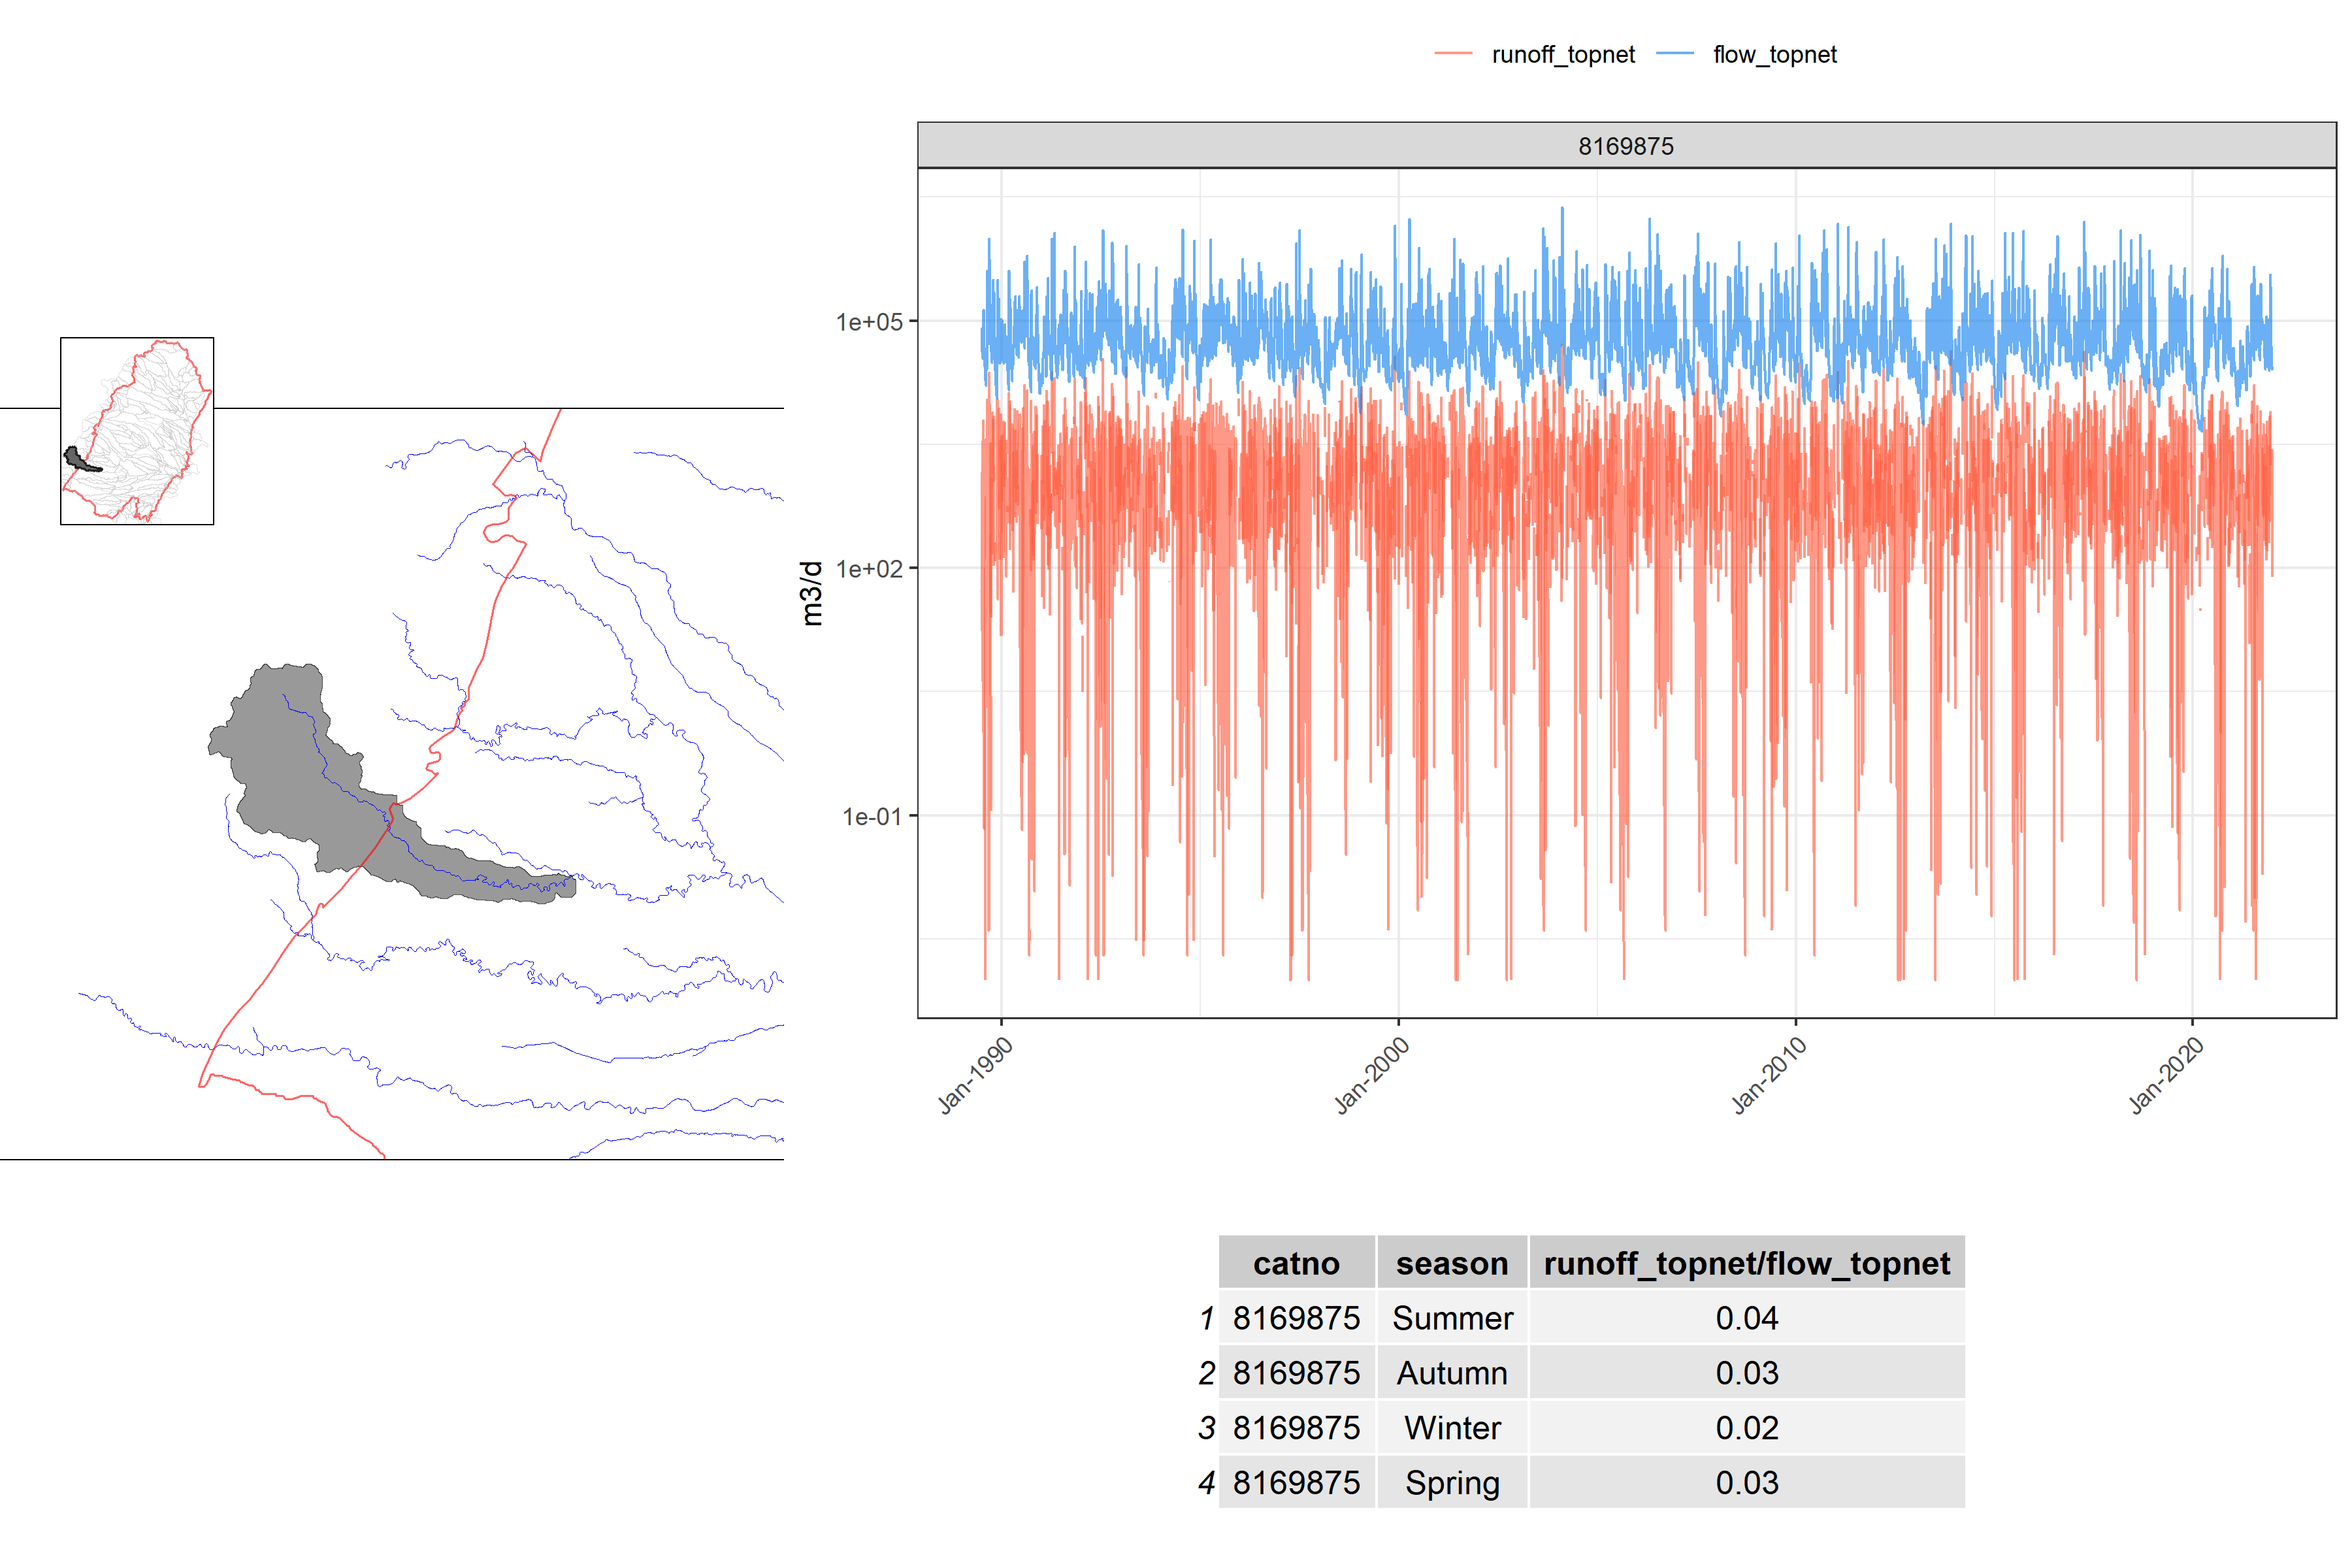 runoff_topnet flow_topnet
8169875
m3/d
1e+05
1e+02
1e-01
Jan-1990 Jan-2000 Jan-2010 Jan-2020
catno season runoff_topnet/flow_topnet
1 8169875 Summer 0.04
2 8169875 Autumn 0.03
3 8169875 Winter 0.02
4 8169875 Spring 0.03